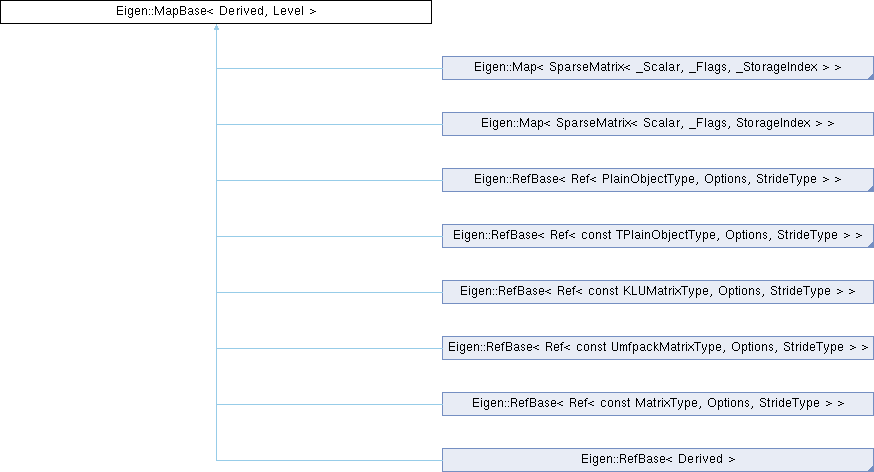 Eigen::MapBase< Derived, Level >
Eigen::Map< SparseMatrix< _Scalar, _Flags, _StorageIndex > >
Eigen::Map< SparseMatrix< Scalar, _Flags, StorageIndex > >
Eigen::RefBase< Ref< PlainObjectType, Options, StrideType > >
Eigen::RefBase< Ref< const TPlainObjectType, Options, StrideType > >
Eigen::RefBase< Ref< const KLUMatrixType, Options, StrideType > >
Eigen::RefBase< Ref< const UmfpackMatrixType, Options, StrideType > >
Eigen::RefBase< Ref< const MatrixType, Options, StrideType > >
Eigen::RefBase< Derived >